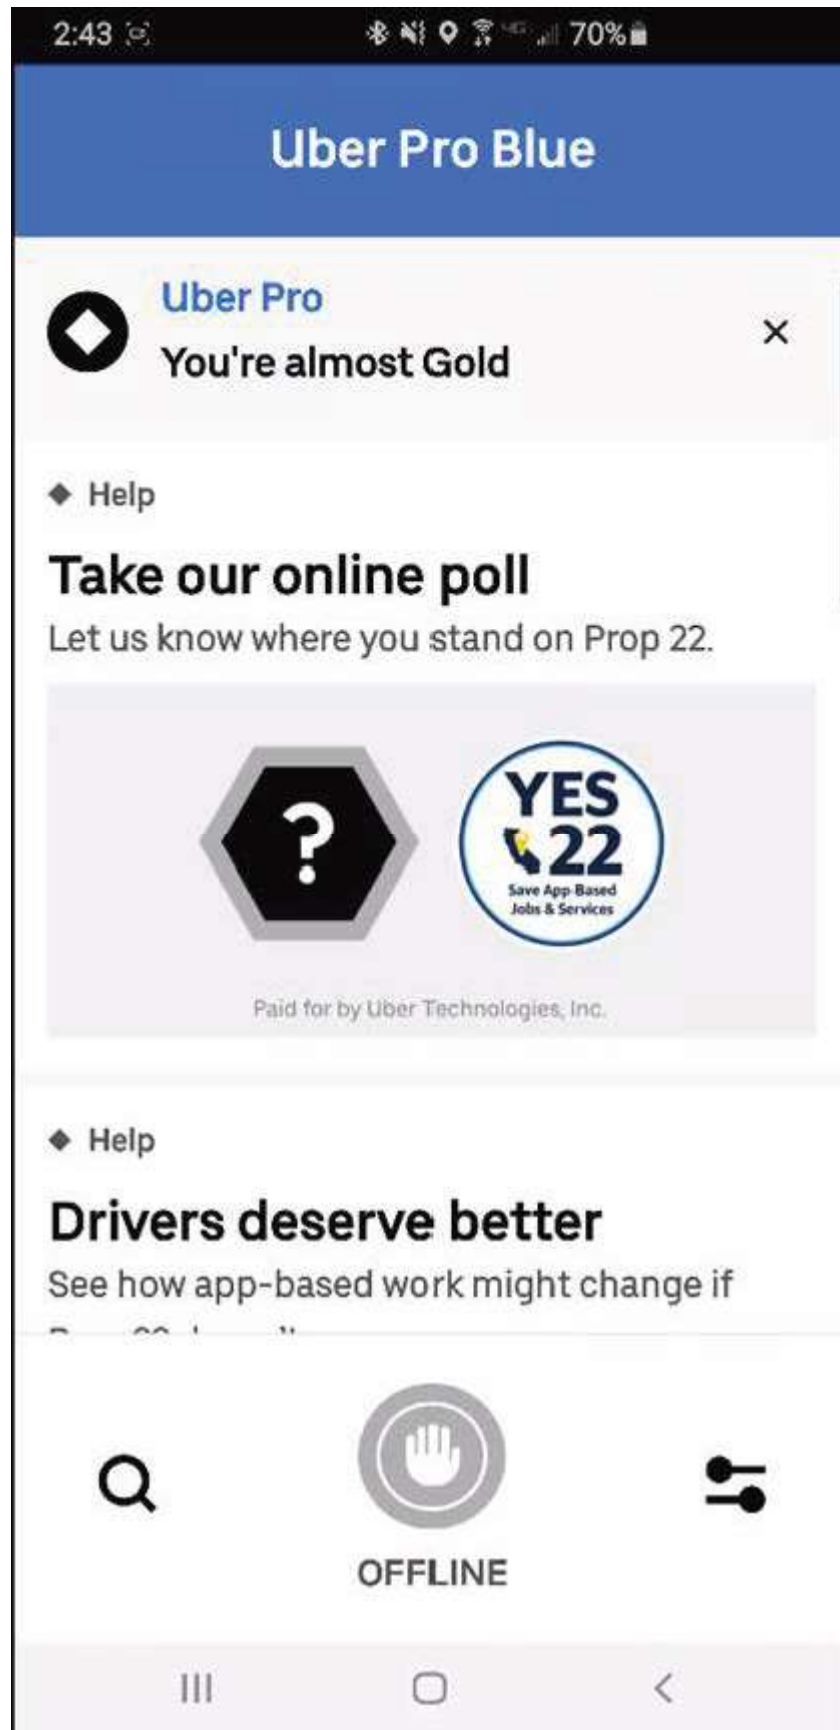 2:43 4G 70%
Uber Pro Blue
Uber Pro
You're almost Gold
Help
Take our online poll
Let us know where you stand on Prop 22.
?
YES
22
Save App-Based
Jobs & Services
Paid for by Uber Technologies, Inc.
Help
Drivers deserve better
See how app-based work might change if
OFFLINE